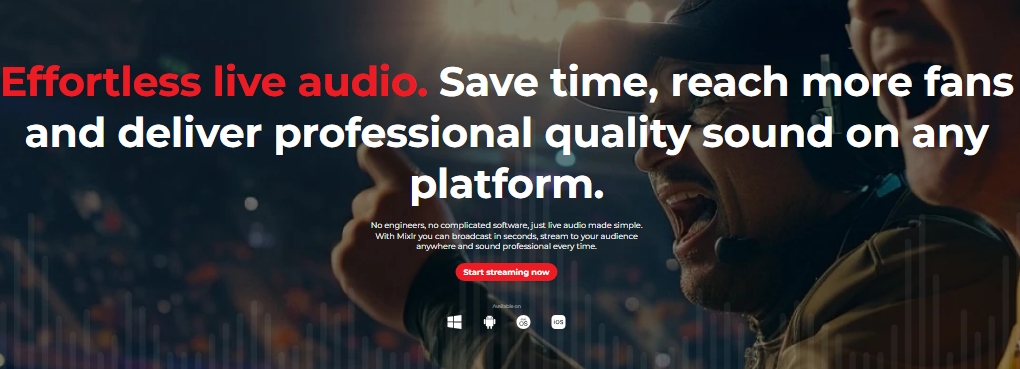 Effortless live audio. Save time, reach more fans
and deliver professional quality sound on any
platform.
No engineers, no complicated software, just live audio made simple.
With Mixlr you can broadcast in seconds, stream to your audience
anywhere and sound professional every time.
Start streaming now
Available on
OS
iOS